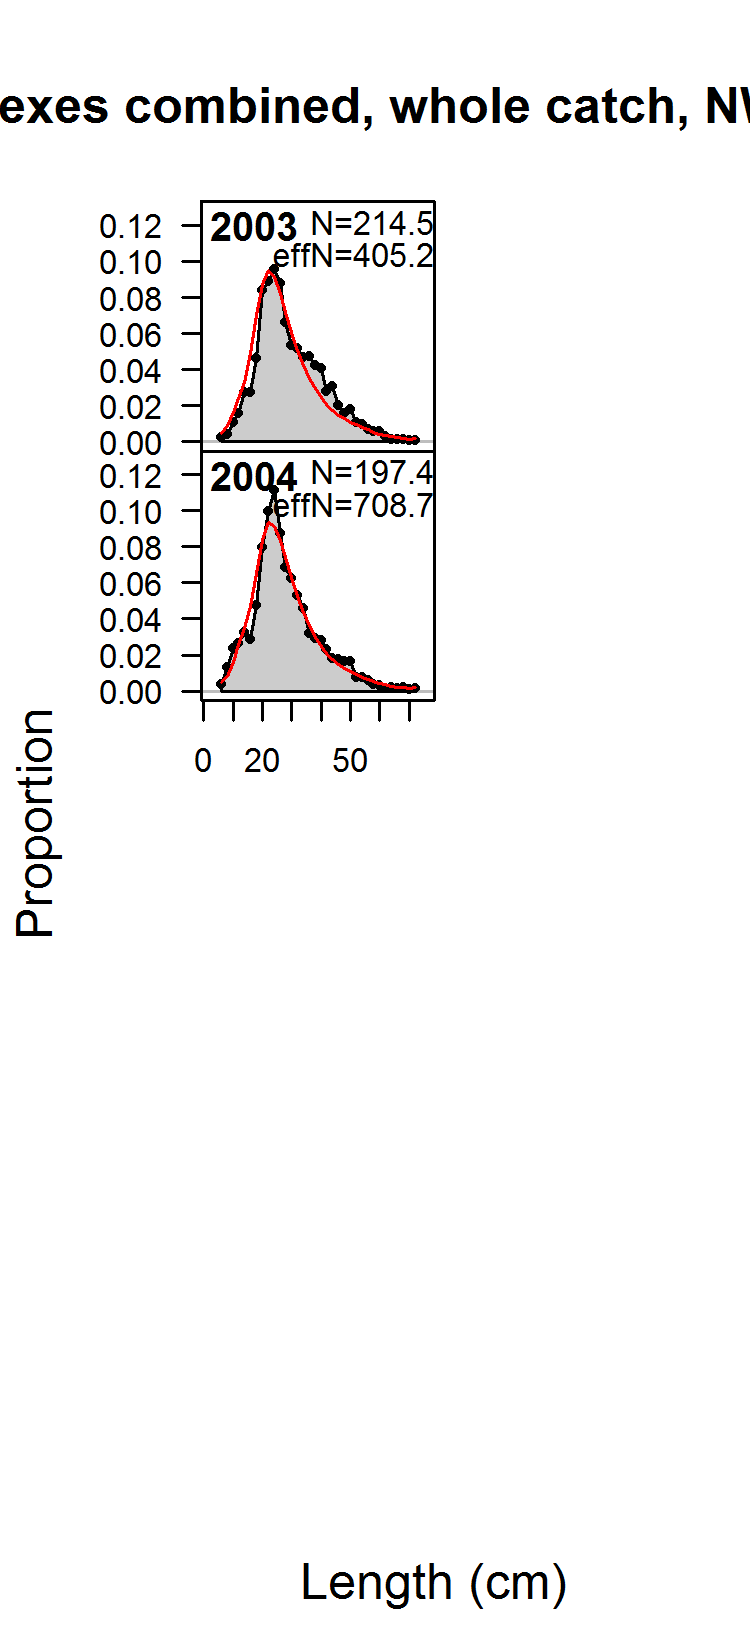 exes combined, whole catch, NW
2003 N=214.5
effN=405.2
0.12
0.10
0.08
0.06
0.04
0.02
0.00
2004 N=197.4
effN=708.7
0.12
0.10
0.08
0.06
0.04
0.02
0.00
0 20 50
Proportion
Length (cm)